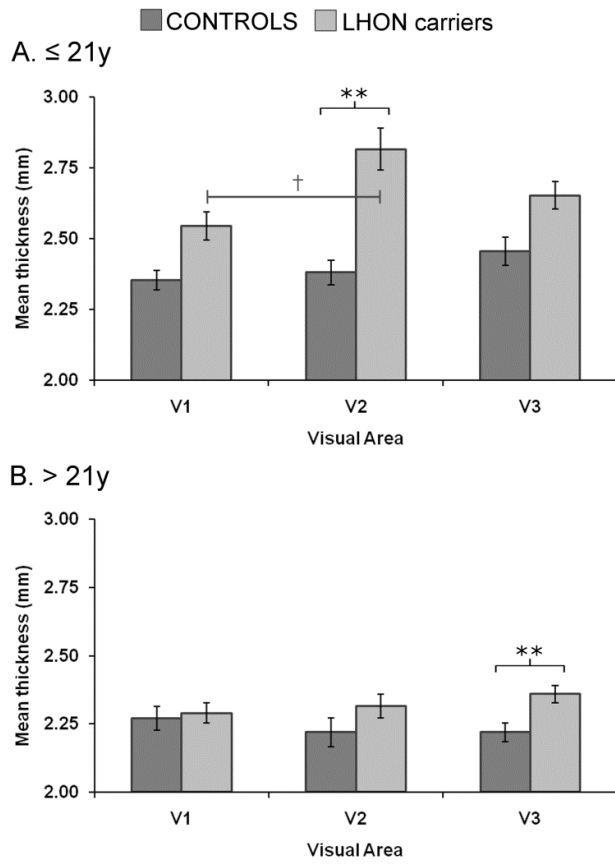 CONTROLS LHON carriers
A. ≤ 21y
Mean thickness (mm)
3.00
**
2.75
†
2.50
2.25
2.00
V1 V2 V3
Visual Area
B. > 21y
Mean thickness (mm)
3.00
2.75
**
2.50
2.25
2.00
V1 V2 V3
Visual Area